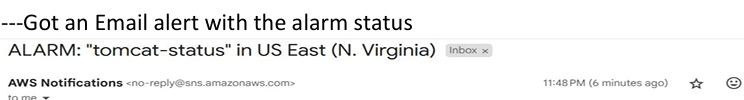 ---Got an Email alert with the alarm status
ALARM: "tomcat-status" in US East (N. Virginia) Inbox ×
AWS Notifications <no-reply@sns.amazonaws.com> 11:48 PM (6 minutes ago)
to me